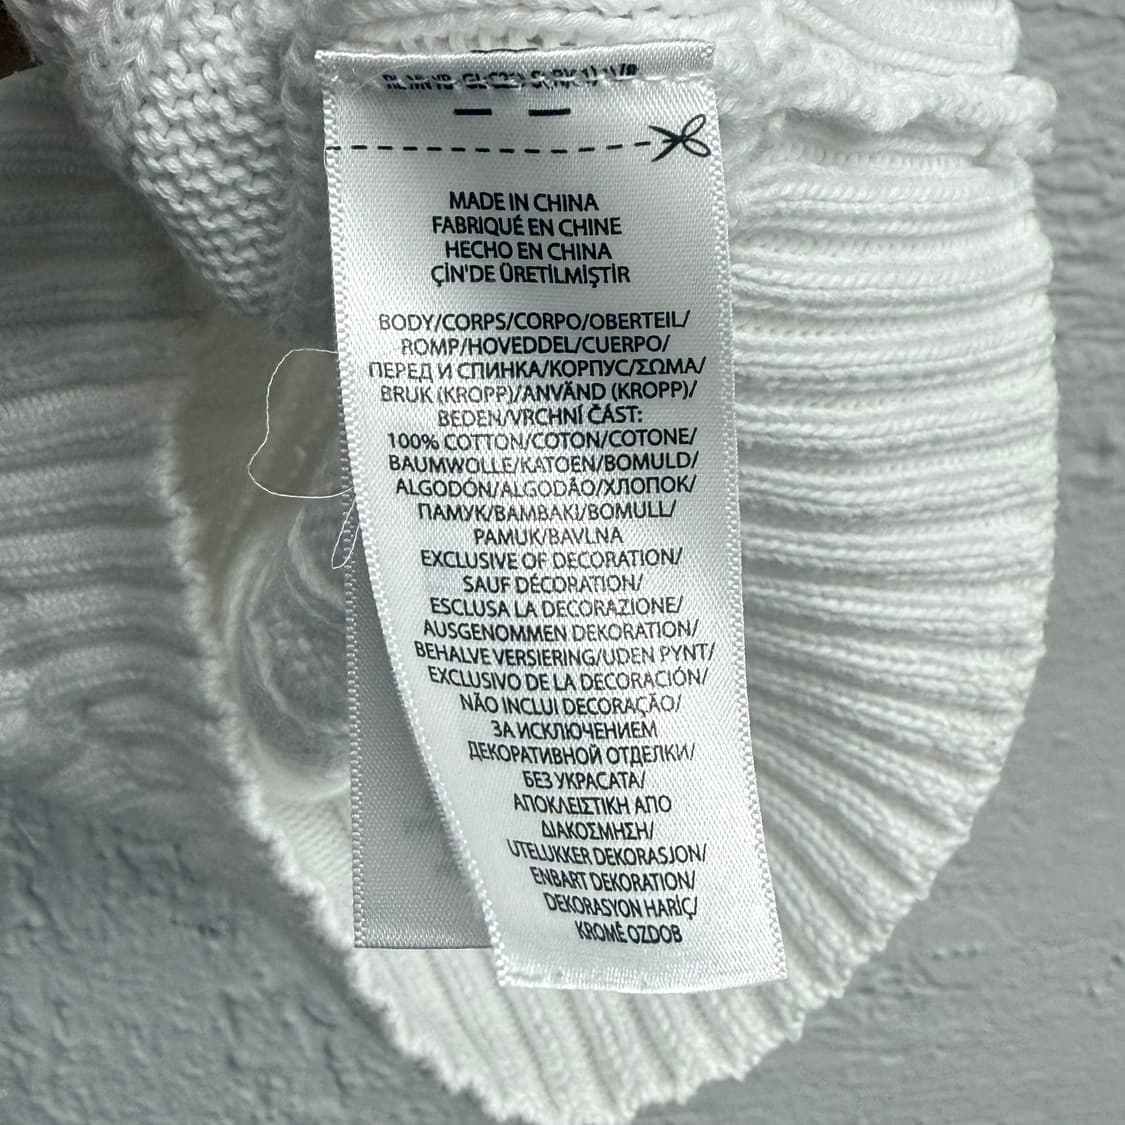 MADE IN CHINA
FABRIQUÉ EN CHINE
HECHO EN CHINA
ÇİN'DE ÜRETİLMİŞTİR
BODY/CORPS/CORPO/OBERTEIL/
ROMP/HOVEDDEL/CUERPO/
ПЕРЕД И СПИНКА/КОРПУС/ΣΩΜΑ/
BRUK (KROPP)/ANVÄND (KROPP)/
BEDEN/VRCHNÍ ČÁST:
100% COTTON/COTON/COTONE/
BAUMWOLLE/KATOEN/BOMULD/
ALGODÓN/ALGODÃO/ХЛОПОК/
ПАМУК/ΒΑΜΒΑΚΙ/BOMULL/
PAMUK/BAVLNA
EXCLUSIVE OF DECORATION/
SAUF DÉCORATION/
ESCLUSA LA DECORAZIONE/
AUSGENOMMEN DEKORATION/
BEHALVE VERSIERING/UDEN PYNT/
EXCLUSIVO DE LA DECORACIÓN/
NÃO INCLUI DECORAÇÃO/
ЗА ИСКЛЮЧЕНИЕМ
ДЕКОРАТИВНОЙ ОТДЕЛКИ/
БЕЗ УКРАСАТА/
ΑΠΟΚΛΕΙΣΤΙΚΗ ΑΠΟ
ΔΙΑΚΟΣΜΗΣΗ/
UTELUKKER DEKORASJON/
ENBART DEKORATION/
DEKORASYON HARİÇ/
KROMĚ OZDOB